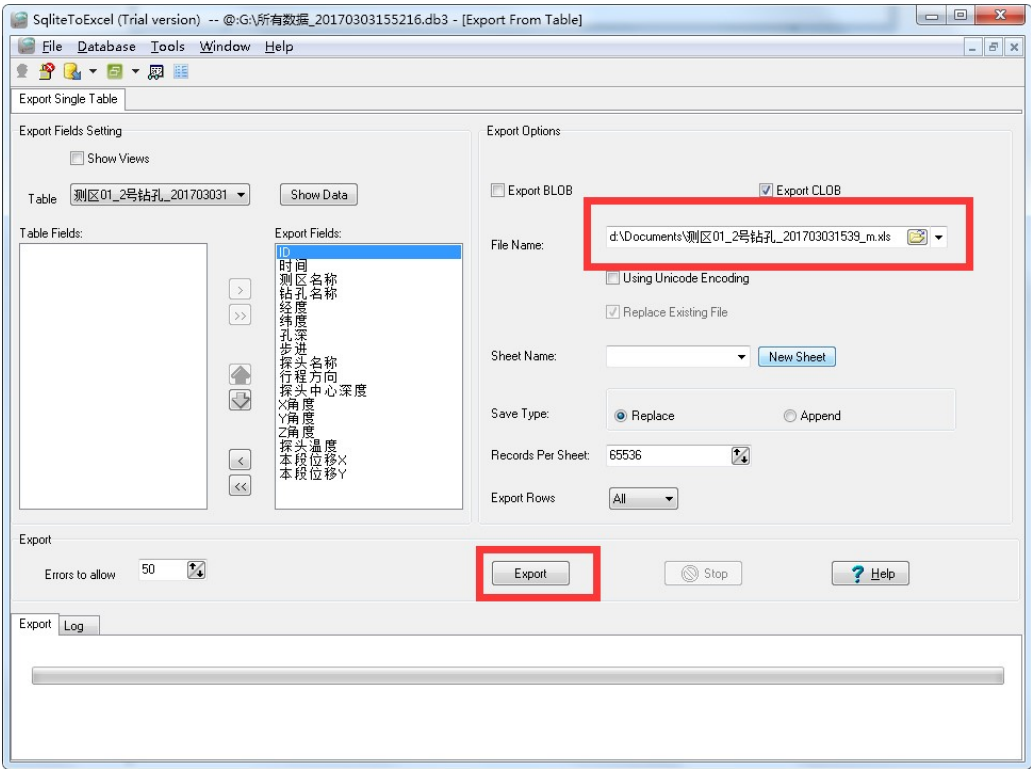 SqliteToExcel (Trial version) -- @:G:\所有数据_20170303155216.db3 - [Export From Table]
File Database Tools Window Help
Export Single Table
Export Fields Setting
Show Views
Table 测区01_2号钻孔_201703031 Show Data
Table Fields:
Export Fields:
ID
时间
测区名称
钻孔名称
经度
纬度
孔深
步进
探头名称
行程方向
探头中心深度
X角度
Y角度
Z角度
探头温度
本段位移X
本段位移Y
Export Options
Export BLOB Export CLOB
File Name: d:\Documents\测区01_2号钻孔_201703031539_m.xls
Using Unicode Encoding
Replace Existing File
Sheet Name: New Sheet
Save Type: Replace Append
Records Per Sheet: 65536
Export Rows All
Export
Errors to allow 50 Export Stop Help
Export Log